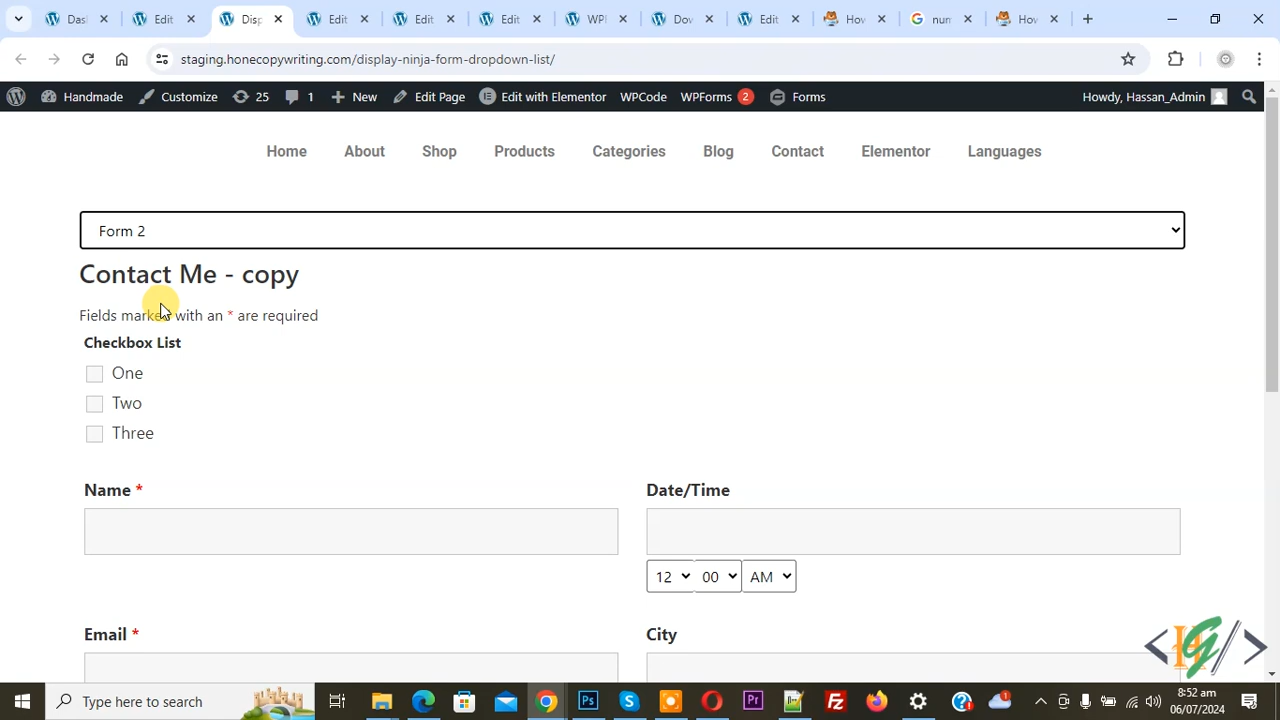 Das
Edit
Disp
Edit
Edit
Edit
WPI
Dov
Edit
Hov
nun
Hov
staging.honecopywriting.com/display-ninja-form-dropdown-list/
Handmade Customize 25 1 New Edit Page Edit with Elementor WPCode WPForms 2 Forms Howdy, Hassan_Admin
Home About Shop Products Categories Blog Contact Elementor Languages
Form 2
Contact Me - copy
Fields marked with an * are required
Checkbox List
One
Two
Three
Name * Date/Time
12 00 AM
Email * City
Type here to search
8:52 am
06/07/2024